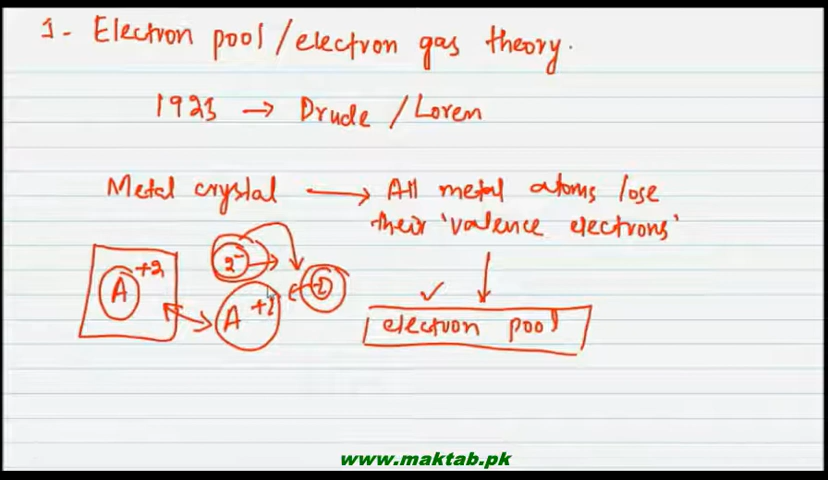 1- Electron pool/electron gas theory.
1923 → Drude/Loren
Metal crystal → All metal atoms lose
their 'valence electrons'
A+2
2-
A+2
electron pool
www.maktab.pk